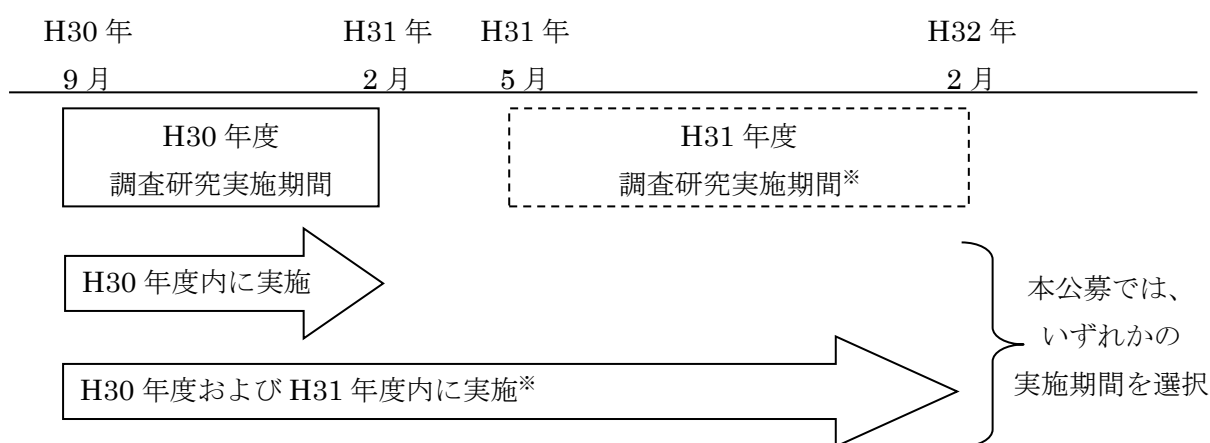 H30 年 H31 年 H31 年 H32 年
9 月 2 月 5 月 2 月
H30 年度
調査研究実施期間
H31 年度
調査研究実施期間※
H30 年度内に実施
H30 年度および H31 年度内に実施※
本公募では、
いずれかの
実施期間を選択